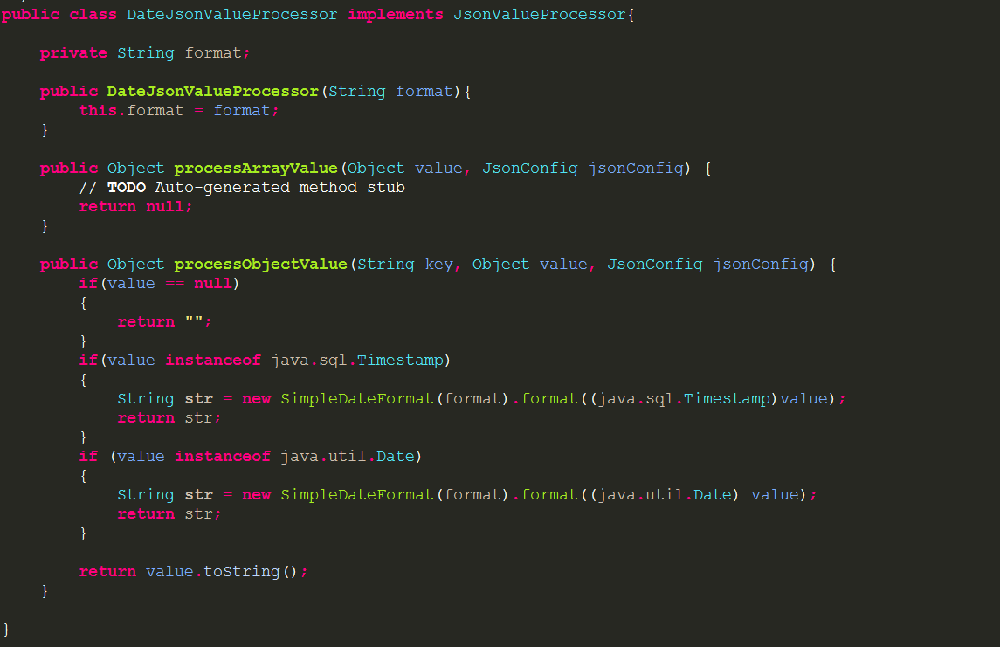 public class DateJsonValueProcessor implements JsonValueProcessor{
private String format;
public DateJsonValueProcessor(String format){
this.format = format;
}
public Object processArrayValue(Object value, JsonConfig jsonConfig) {
// TODO Auto-generated method stub
return null;
}
public Object processObjectValue(String key, Object value, JsonConfig jsonConfig) {
if(value == null)
{
return "";
}
if(value instanceof java.sql.Timestamp)
{
String str = new SimpleDateFormat(format).format((java.sql.Timestamp)value);
return str;
}
if (value instanceof java.util.Date)
{
String str = new SimpleDateFormat(format).format((java.util.Date) value);
return str;
}
return value.toString();
}
}